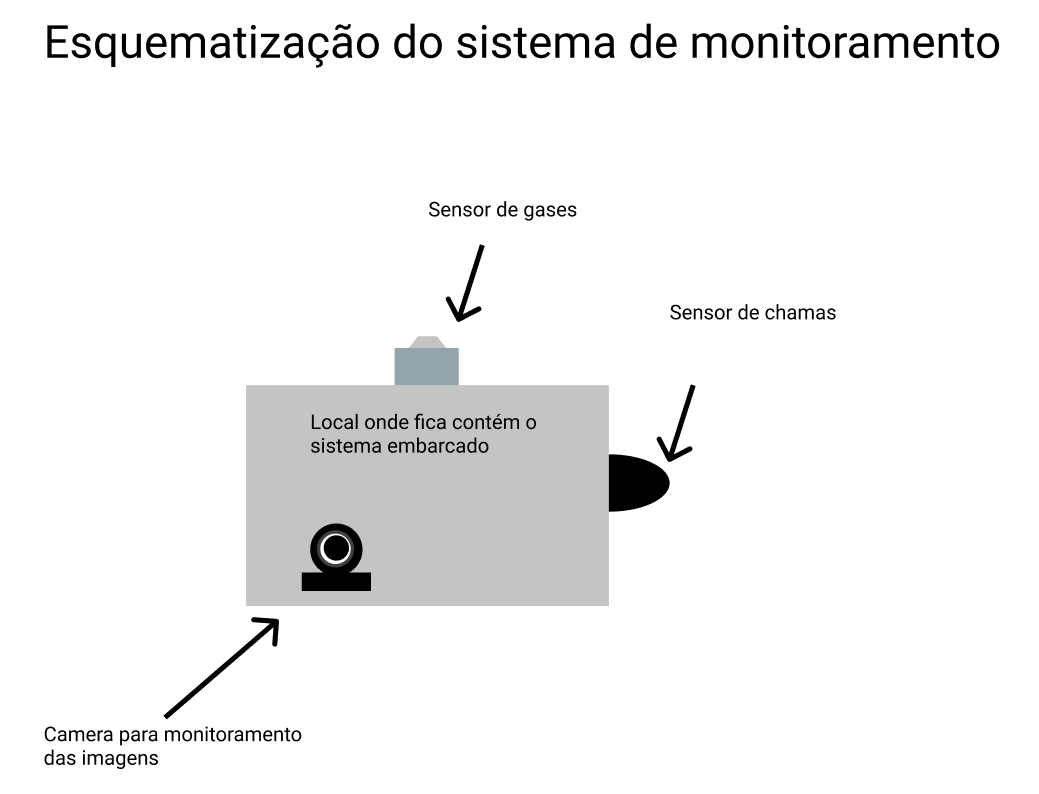 Esquematização do sistema de monitoramento
Sensor de gases
Sensor de chamas
Local onde fica contém o
sistema embarcado
Camera para monitoramento
das imagens